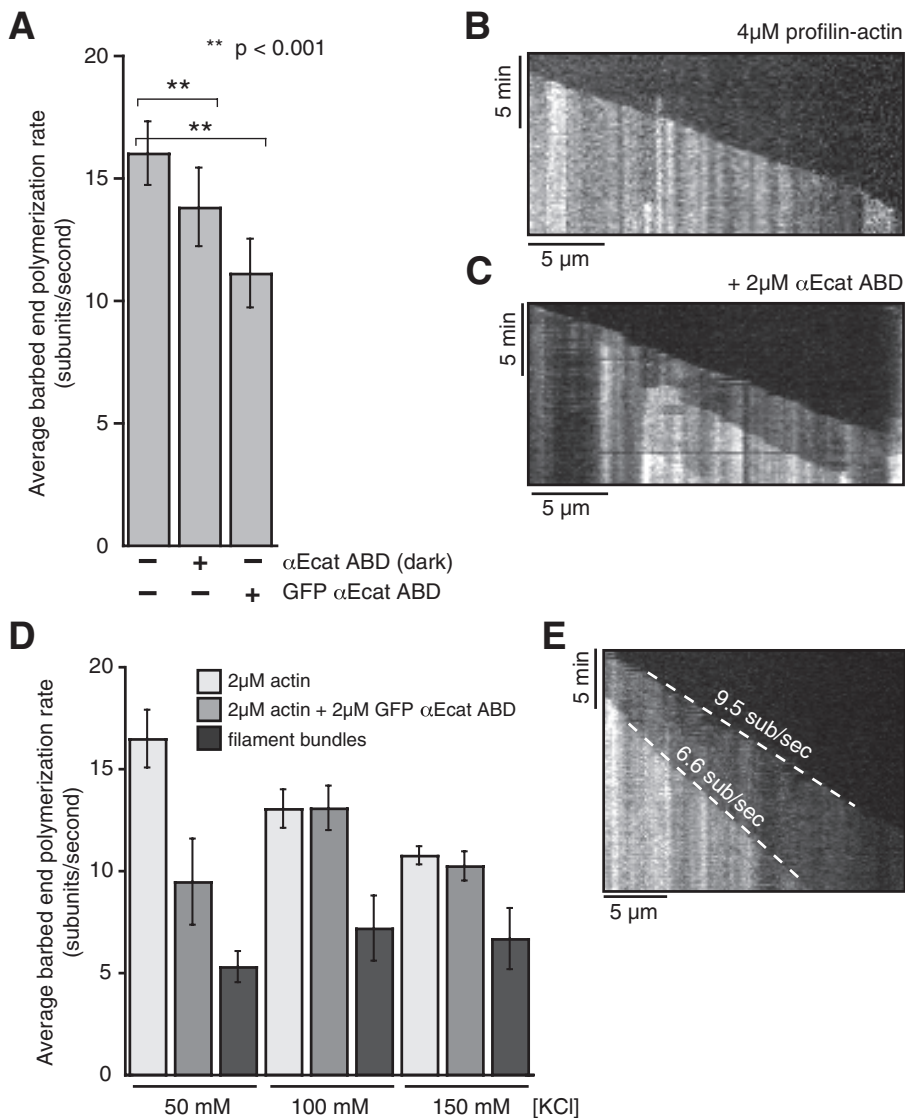 A
** p < 0.001
20
15
10
5
0
**
**
Average barbed end polymerization rate
(subunits/second)
– + – αEcat ABD (dark)
– – + GFP αEcat ABD
B
4µM profilin-actin
5 min
5 µm
C
+ 2µM αEcat ABD
5 min
5 µm
D
20
15
10
5
0
Average barbed end polymerization rate
(subunits/second)
2µM actin
2µM actin + 2µM GFP αEcat ABD
filament bundles
50 mM 100 mM 150 mM [KCl]
E
5 min
9.5 sub/sec
6.6 sub/sec
5 µm